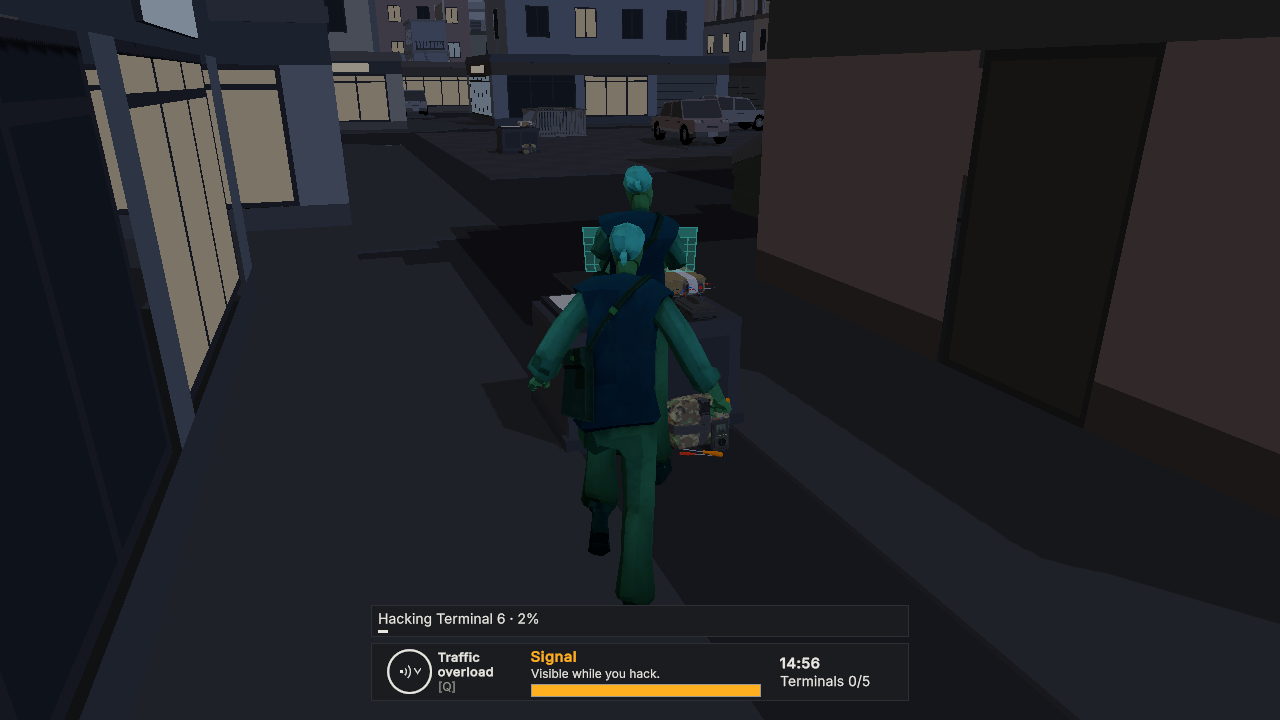 Hacking Terminal 6 · 2%
Traffic
overload
[Q]
Signal
Visible while you hack.
14:56
Terminals 0/5